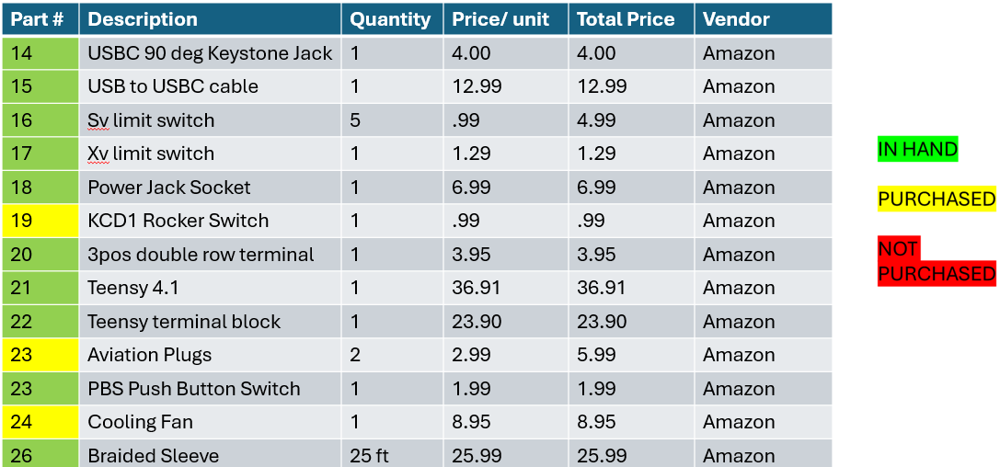 Part # Description Quantity Price/ unit Total Price Vendor
14 USBC 90 deg Keystone Jack 1 4.00 4.00 Amazon
15 USB to USBC cable 1 12.99 12.99 Amazon
16 Sv limit switch 5 .99 4.99 Amazon
17 Xv limit switch 1 1.29 1.29 Amazon
18 Power Jack Socket 1 6.99 6.99 Amazon
19 KCD1 Rocker Switch 1 .99 .99 Amazon
20 3pos double row terminal 1 3.95 3.95 Amazon
21 Teensy 4.1 1 36.91 36.91 Amazon
22 Teensy terminal block 1 23.90 23.90 Amazon
23 Aviation Plugs 2 2.99 5.99 Amazon
23 PBS Push Button Switch 1 1.99 1.99 Amazon
24 Cooling Fan 1 8.95 8.95 Amazon
26 Braided Sleeve 25 ft 25.99 25.99 Amazon
IN HAND
PURCHASED
NOT
PURCHASED